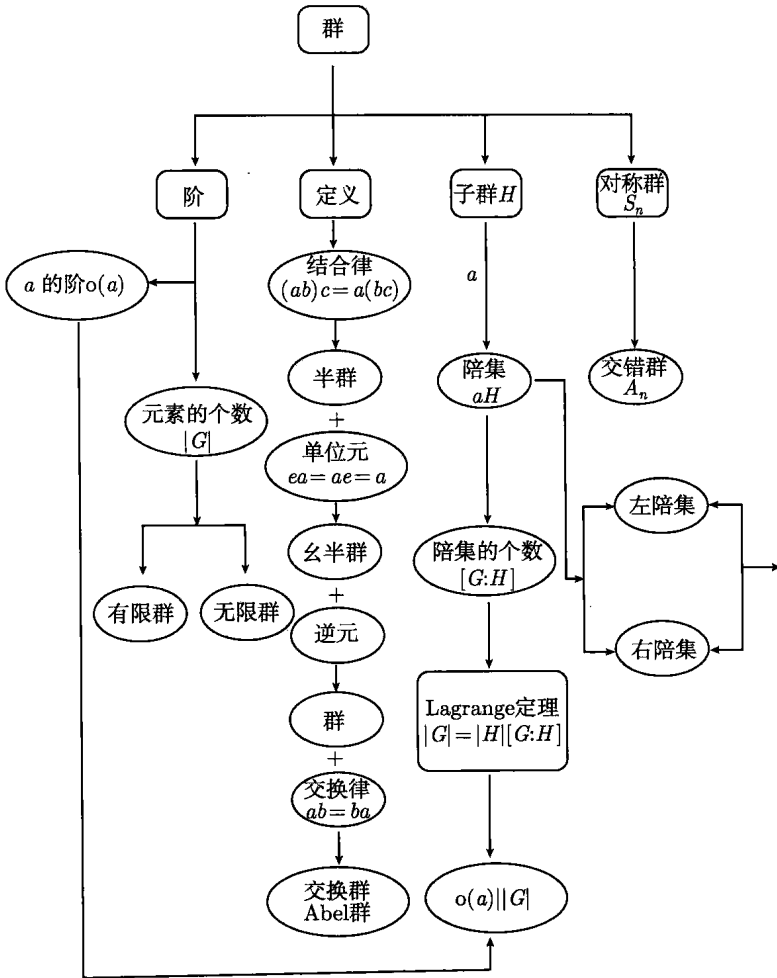 群
阶
定义
子群H
对称群
S_n
a 的阶o(a)
结合律
(ab)c=a(bc)
a
半群
陪集
aH
交错群
A_n
元素的个数
|G|
+
单位元
ea=ae=a
左陪集
幺半群
陪集的个数
[G:H]
+
有限群
无限群
逆元
右陪集
群
Lagrange定理
|G|=|H|[G:H]
+
交换律
ab=ba
交换群
Abel群
o(a)||G|